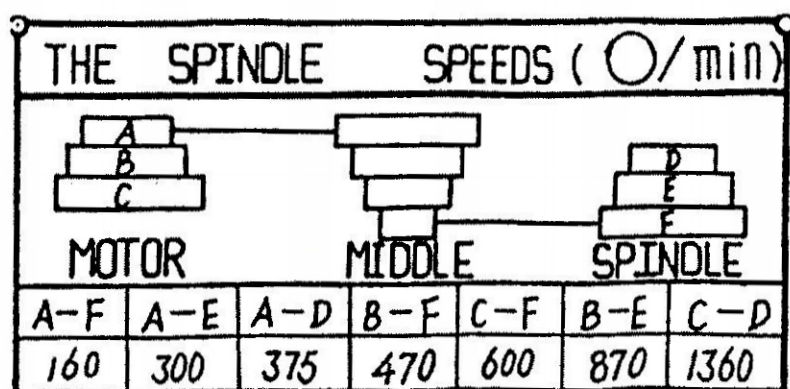 THE SPINDLE SPEEDS (◯/min)
A
B
C
D
E
F
MOTOR MIDDLE SPINDLE
A-F A-E A-D B-F C-F B-E C-D
160 300 375 470 600 870 1360